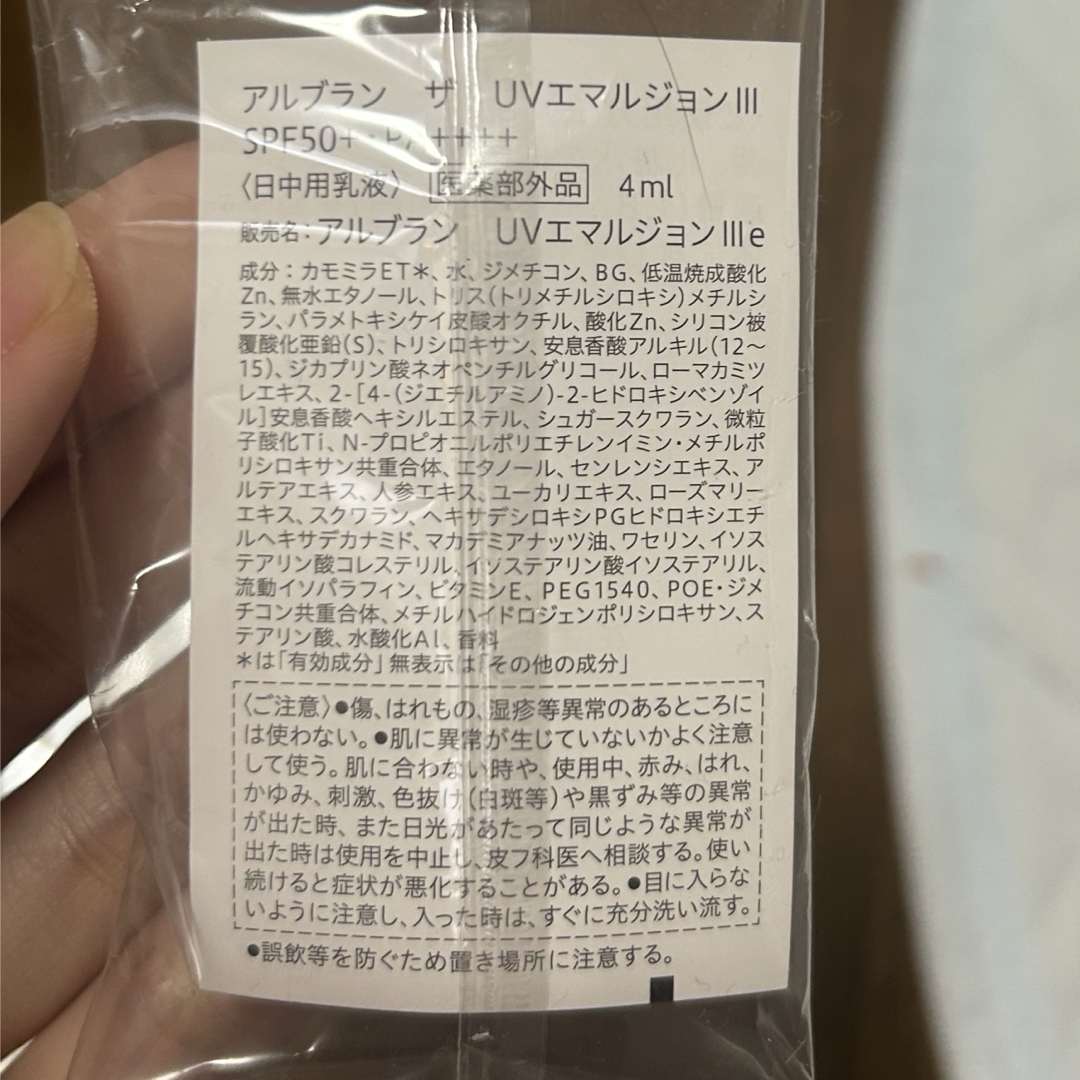 アルブラン　ザ　UVエマルジョンⅢ
SPF50+・PA++++
〈日中用乳液〉 医薬部外品 4ml
販売名：アルブラン　UVエマルジョンⅢe
成分：カモミラET＊、水、ジメチコン、BG、低温焼成酸化
Zn、無水エタノール、トリス(トリメチルシロキシ)メチルシ
ラン、パラメトキシケイ皮酸オクチル、酸化Zn、シリコン被
覆酸化亜鉛(S)、トリシロキサン、安息香酸アルキル(12～
15)、ジカプリン酸ネオペンチルグリコール、ローマカミツ
レエキス、2-[4-(ジエチルアミノ)-2-ヒドロキシベンゾイ
ル]安息香酸ヘキシルエステル、シュガースクワラン、微粒
子酸化Ti、N-プロピオニルポリエチレンイミン・メチルポ
リシロキサン共重合体、エタノール、センレンシエキス、ア
ルテアエキス、人参エキス、ユーカリエキス、ローズマリー
エキス、スクワラン、ヘキサデシロキシPGヒドロキシエチ
ルヘキサデカナミド、マカデミアナッツ油、ワセリン、イソス
テアリン酸コレステリル、イソステアリン酸イソステアリル、
流動イソパラフィン、ビタミンE、PEG1540、POE・ジメ
チコン共重合体、メチルハイドロジェンポリシロキサン、ス
テアリン酸、水酸化Al、香料
＊は「有効成分」無表示は「その他の成分」
〈ご注意〉●傷、はれもの、湿疹等異常のあるところに
は使わない。●肌に異常が生じていないかよく注意
して使う。肌に合わない時や、使用中、赤み、はれ、
かゆみ、刺激、色抜け(白斑等)や黒ずみ等の異常
が出た時、また日光があたって同じような異常が
出た時は使用を中止し、皮フ科医へ相談する。使い
続けると症状が悪化することがある。●目に入らな
いように注意し、入った時は、すぐに充分洗い流す。
●誤飲等を防ぐため置き場所に注意する。